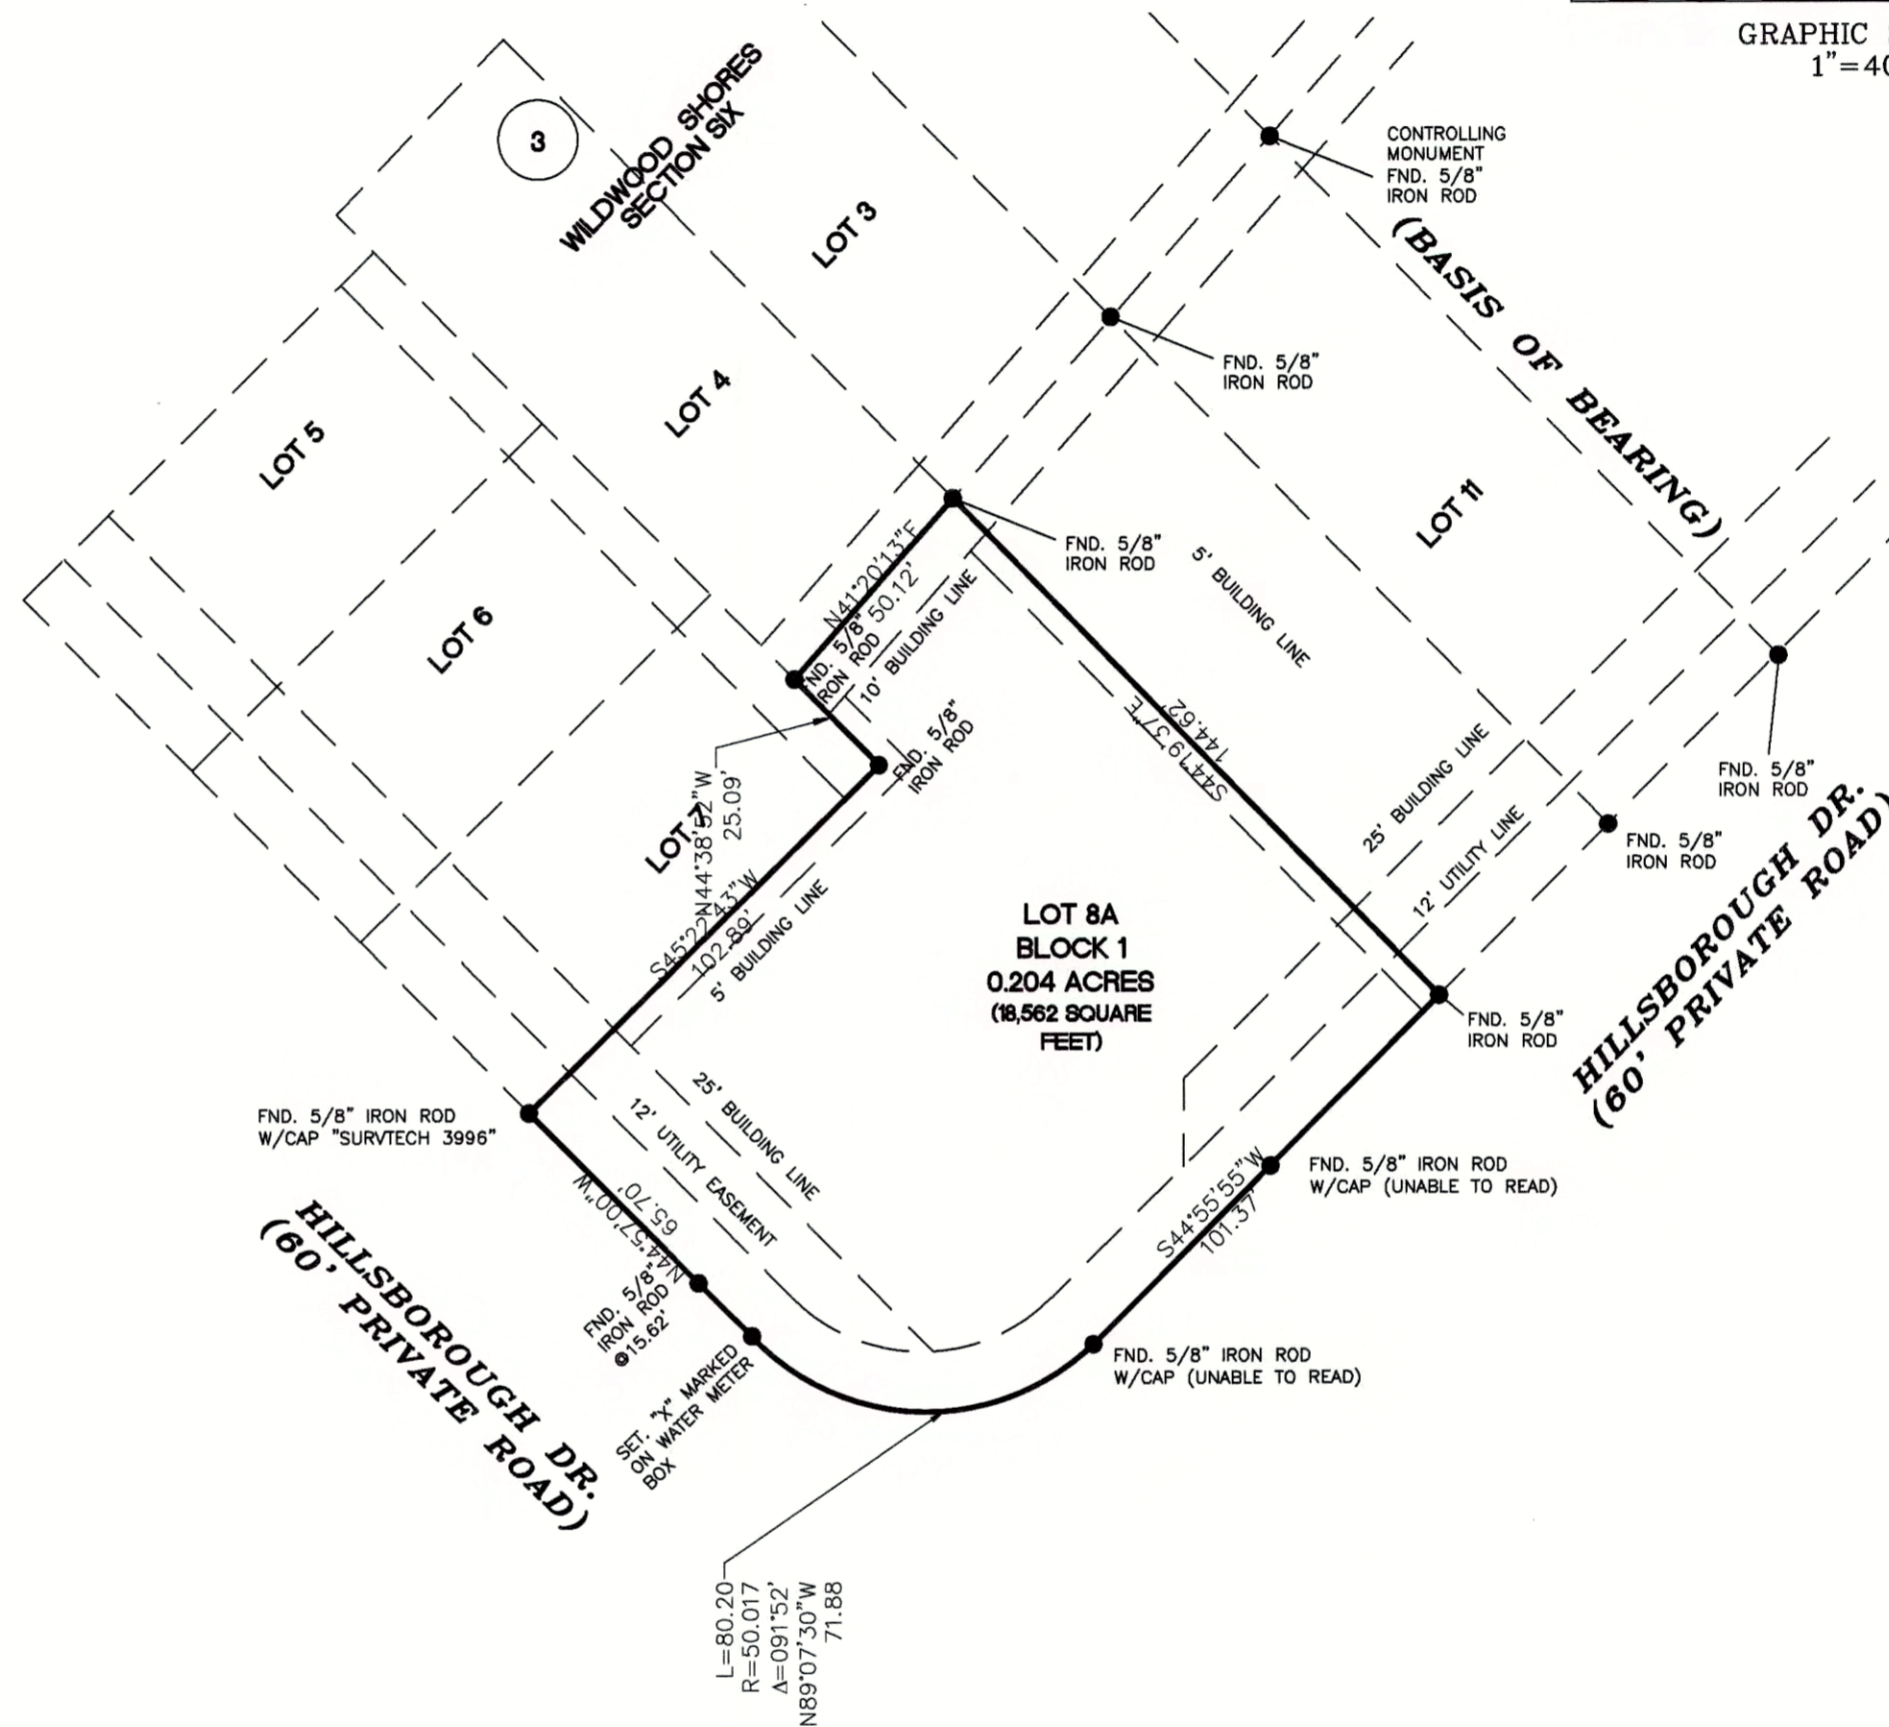 GRAPHIC
1"=40
3
WILDWOOD SHORES
SECTION SIX
LOT 3
CONTROLLING
MONUMENT
FND. 5/8"
IRON ROD
(BASIS OF BEARING)
FND. 5/8"
IRON ROD
LOT 4
LOT 5
LOT 11
FND. 5/8"
IRON ROD
5' BUILDING LINE
N41°20'13"E
50.12'
FND. 5/8"
IRON ROD
10' BUILDING LINE
LOT 6
FND. 5/8"
IRON ROD
S44°19'37"E
144.62'
25' BUILDING LINE
12' UTILITY LINE
FND. 5/8"
IRON ROD
FND. 5/8"
IRON ROD
HILLSBOROUGH DR.
(60' PRIVATE ROAD)
LOT 7
N44°38'52"W
25.09'
S45°22'43"W
102.89'
5' BUILDING LINE
LOT 8A
BLOCK 1
0.204 ACRES
(18,562 SQUARE
FEET)
FND. 5/8"
IRON ROD
FND. 5/8" IRON ROD
W/CAP "SURVTECH 3996"
25' BUILDING LINE
12' UTILITY EASEMENT
N44°57'00"W
65.70'
FND. 5/8" IRON ROD
W/CAP (UNABLE TO READ)
S44°55'55"W
101.37'
HILLSBOROUGH DR.
(60' PRIVATE ROAD)
FND. 5/8"
IRON ROD
@15.62'
SET. "X" MARKED
ON WATER METER
BOX
FND. 5/8" IRON ROD
W/CAP (UNABLE TO READ)
L=80.20
R=50.017
Δ=091°52'
N89°07'30"W
71.88